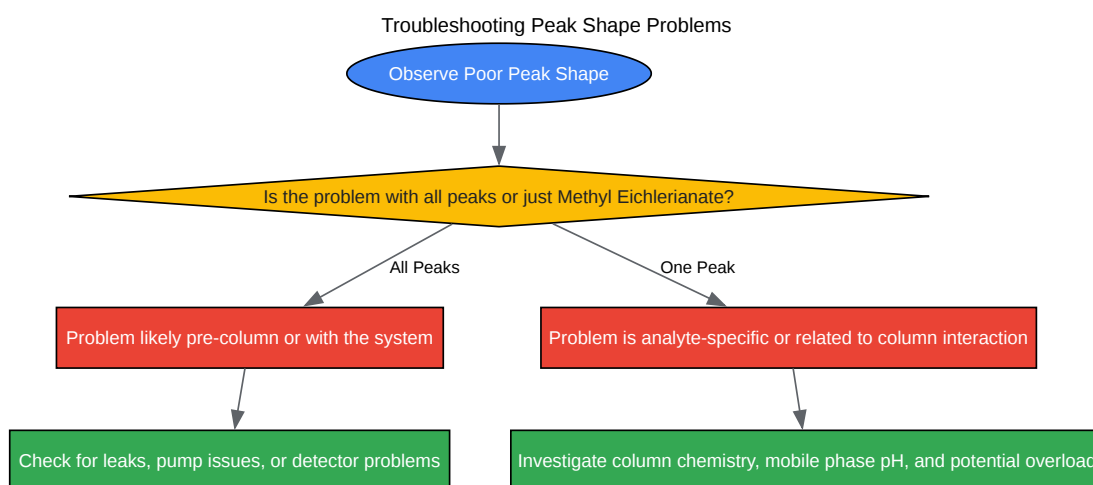 Troubleshooting Peak Shape Problems
Observe Poor Peak Shape
Is the problem with all peaks or just Methyl Eichlerianate?
All Peaks
One Peak
Problem likely pre-column or with the system
Problem is analyte-specific or related to column interaction
Check for leaks, pump issues, or detector problems
Investigate column chemistry, mobile phase pH, and potential overload